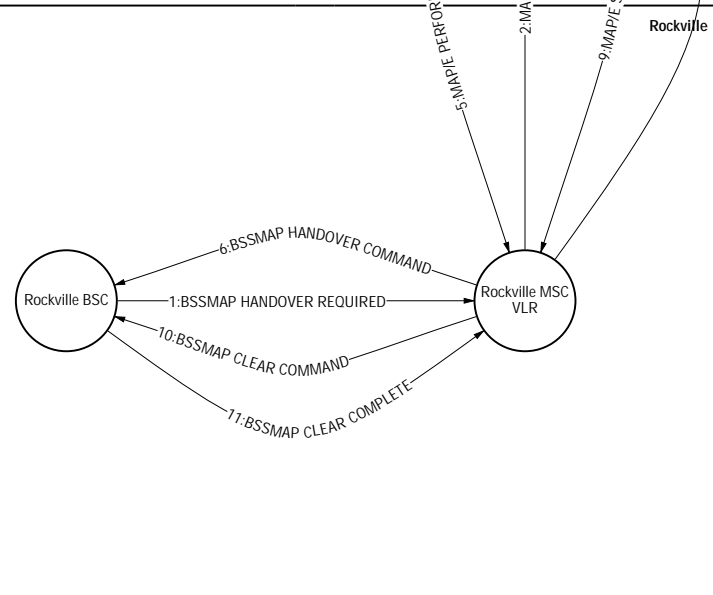 5:MAP/E
2:MA
9:MAP/E
Rockville
6:BSSMAP HANDOVER COMMAND
Rockville BSC
1:BSSMAP HANDOVER REQUIRED
Rockville MSC
VLR
10:BSSMAP CLEAR COMMAND
11:BSSMAP CLEAR COMPLETE